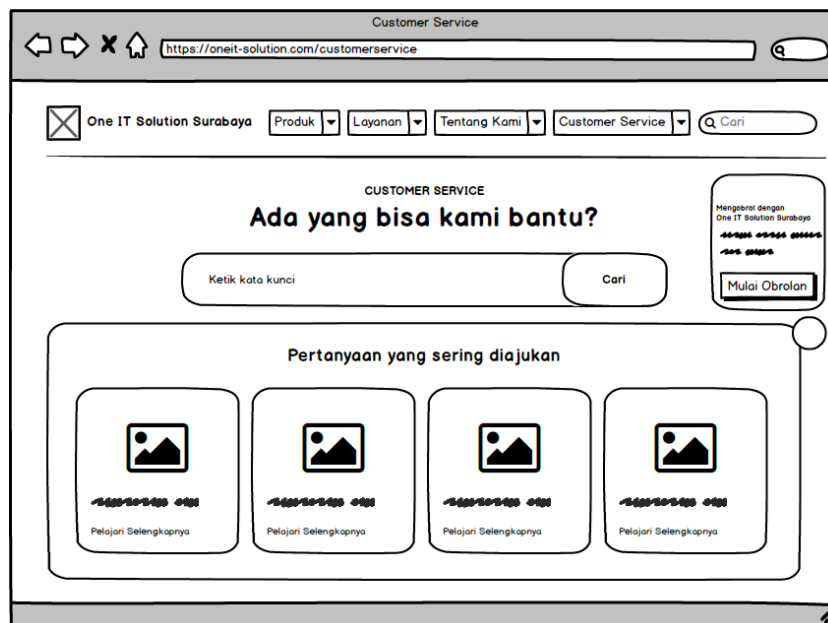 Customer Service
https://oneit-solution.com/customerservice
One IT Solution Surabaya
Produk
Layanan
Tentang Kami
Customer Service
Cari
CUSTOMER SERVICE
Ada yang bisa kami bantu?
Mengobrol dengan
One IT Solution Surabaya
Mulai Obrolan
Ketik kata kunci
Cari
Pertanyaan yang sering diajukan
Pelajari Selengkapnya
Pelajari Selengkapnya
Pelajari Selengkapnya
Pelajari Selengkapnya